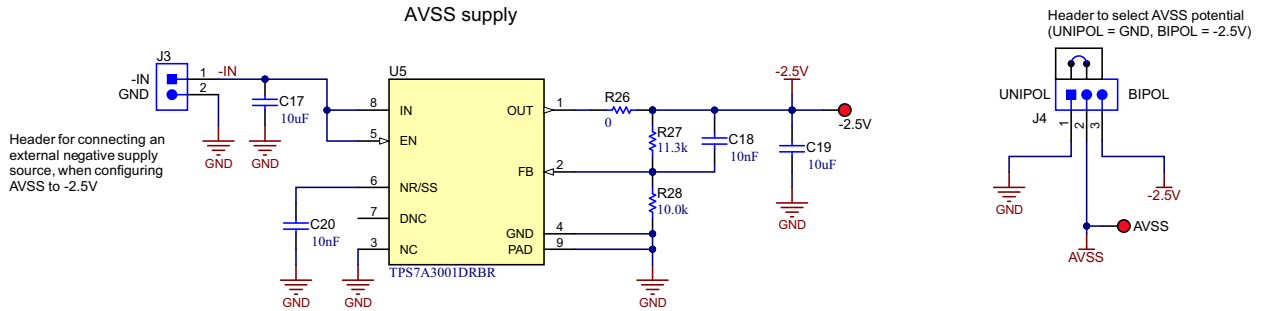 AVSS supply
J3
-IN
GND
1
2
-IN
C17
10uF
GND
GND
Header for connecting an
external negative supply
source, when configuring
AVSS to -2.5V
C20
10nF
GND
GND
U5
8
IN
5
EN
6
NR/SS
7
DNC
3
NC
OUT
1
FB
2
GND
4
PAD
9
TPS7A3001DRBR
R26
0
R27
11.3k
R28
10.0k
GND
C18
10nF
-2.5V
C19
10uF
GND
-2.5V
Header to select AVSS potential
(UNIPOL = GND, BIPOL = -2.5V)
UNIPOL
BIPOL
J4
1
2
3
GND
-2.5V
AVSS
AVSS